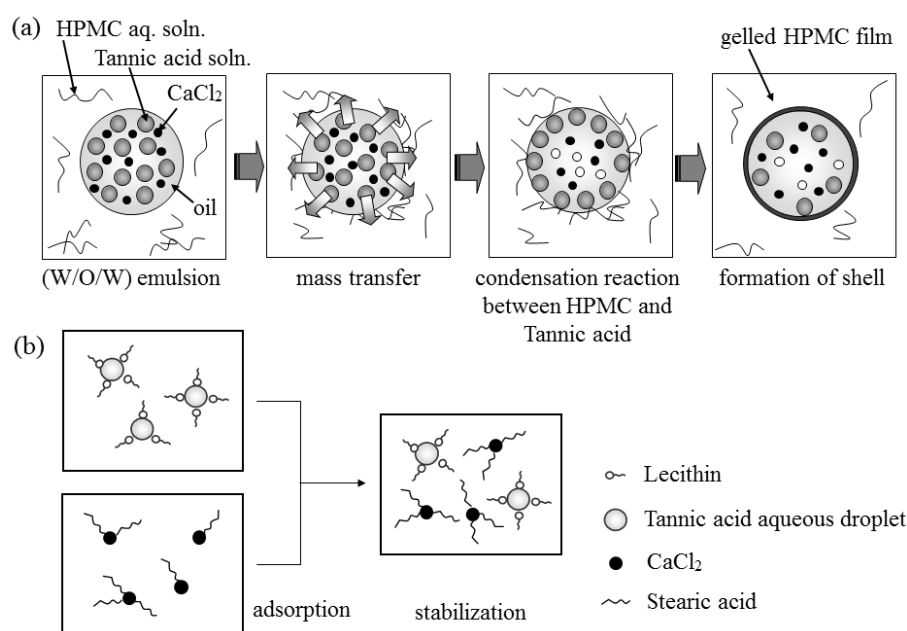 (a)
HPMC aq. soln.
Tannic acid soln.
CaCl₂
oil
gelled HPMC film
(W/O/W) emulsion
mass transfer
condensation reaction
between HPMC and
Tannic acid
formation of shell
(b)
adsorption
stabilization
Lecithin
Tannic acid aqueous droplet
CaCl₂
Stearic acid